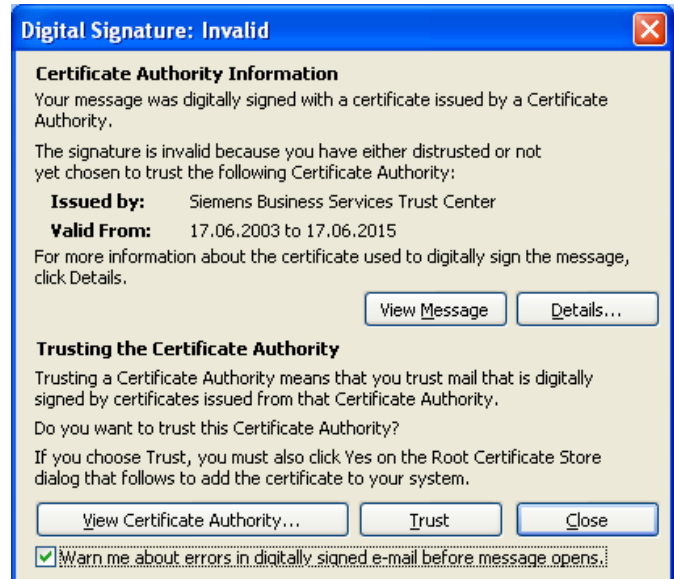 Digital Signature: Invalid
Certificate Authority Information
Your message was digitally signed with a certificate issued by a Certificate
Authority.
The signature is invalid because you have either distrusted or not
yet chosen to trust the following Certificate Authority:
Issued by: Siemens Business Services Trust Center
Valid From: 17.06.2003 to 17.06.2015
For more information about the certificate used to digitally sign the message,
click Details.
View Message Details...
Trusting the Certificate Authority
Trusting a Certificate Authority means that you trust mail that is digitally
signed by certificates issued from that Certificate Authority.
Do you want to trust this Certificate Authority?
If you choose Trust, you must also click Yes on the Root Certificate Store
dialog that follows to add the certificate to your system.
View Certificate Authority... Trust Close
Warn me about errors in digitally signed e-mail before message opens.